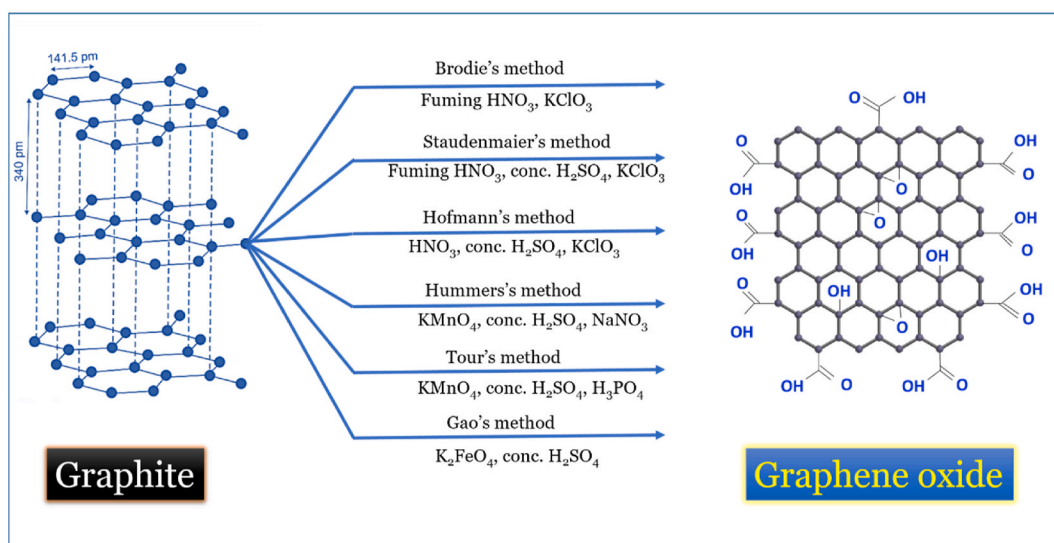 141.5 pm
340 pm
Graphite
Brodie's method
Fuming HNO₃, KClO₃
Staudenmaier's method
Fuming HNO₃, conc. H₂SO₄, KClO₃
Hofmann's method
HNO₃, conc. H₂SO₄, KClO₃
Hummers's method
KMnO₄, conc. H₂SO₄, NaNO₃
Tour's method
KMnO₄, conc. H₂SO₄, H₃PO₄
Gao's method
K₂FeO₄, conc. H₂SO₄
O OH
O OH
OH O
O
O
O OH
OH O
OH
O OH
OH
OH O
O
OH O OH O
Graphene oxide